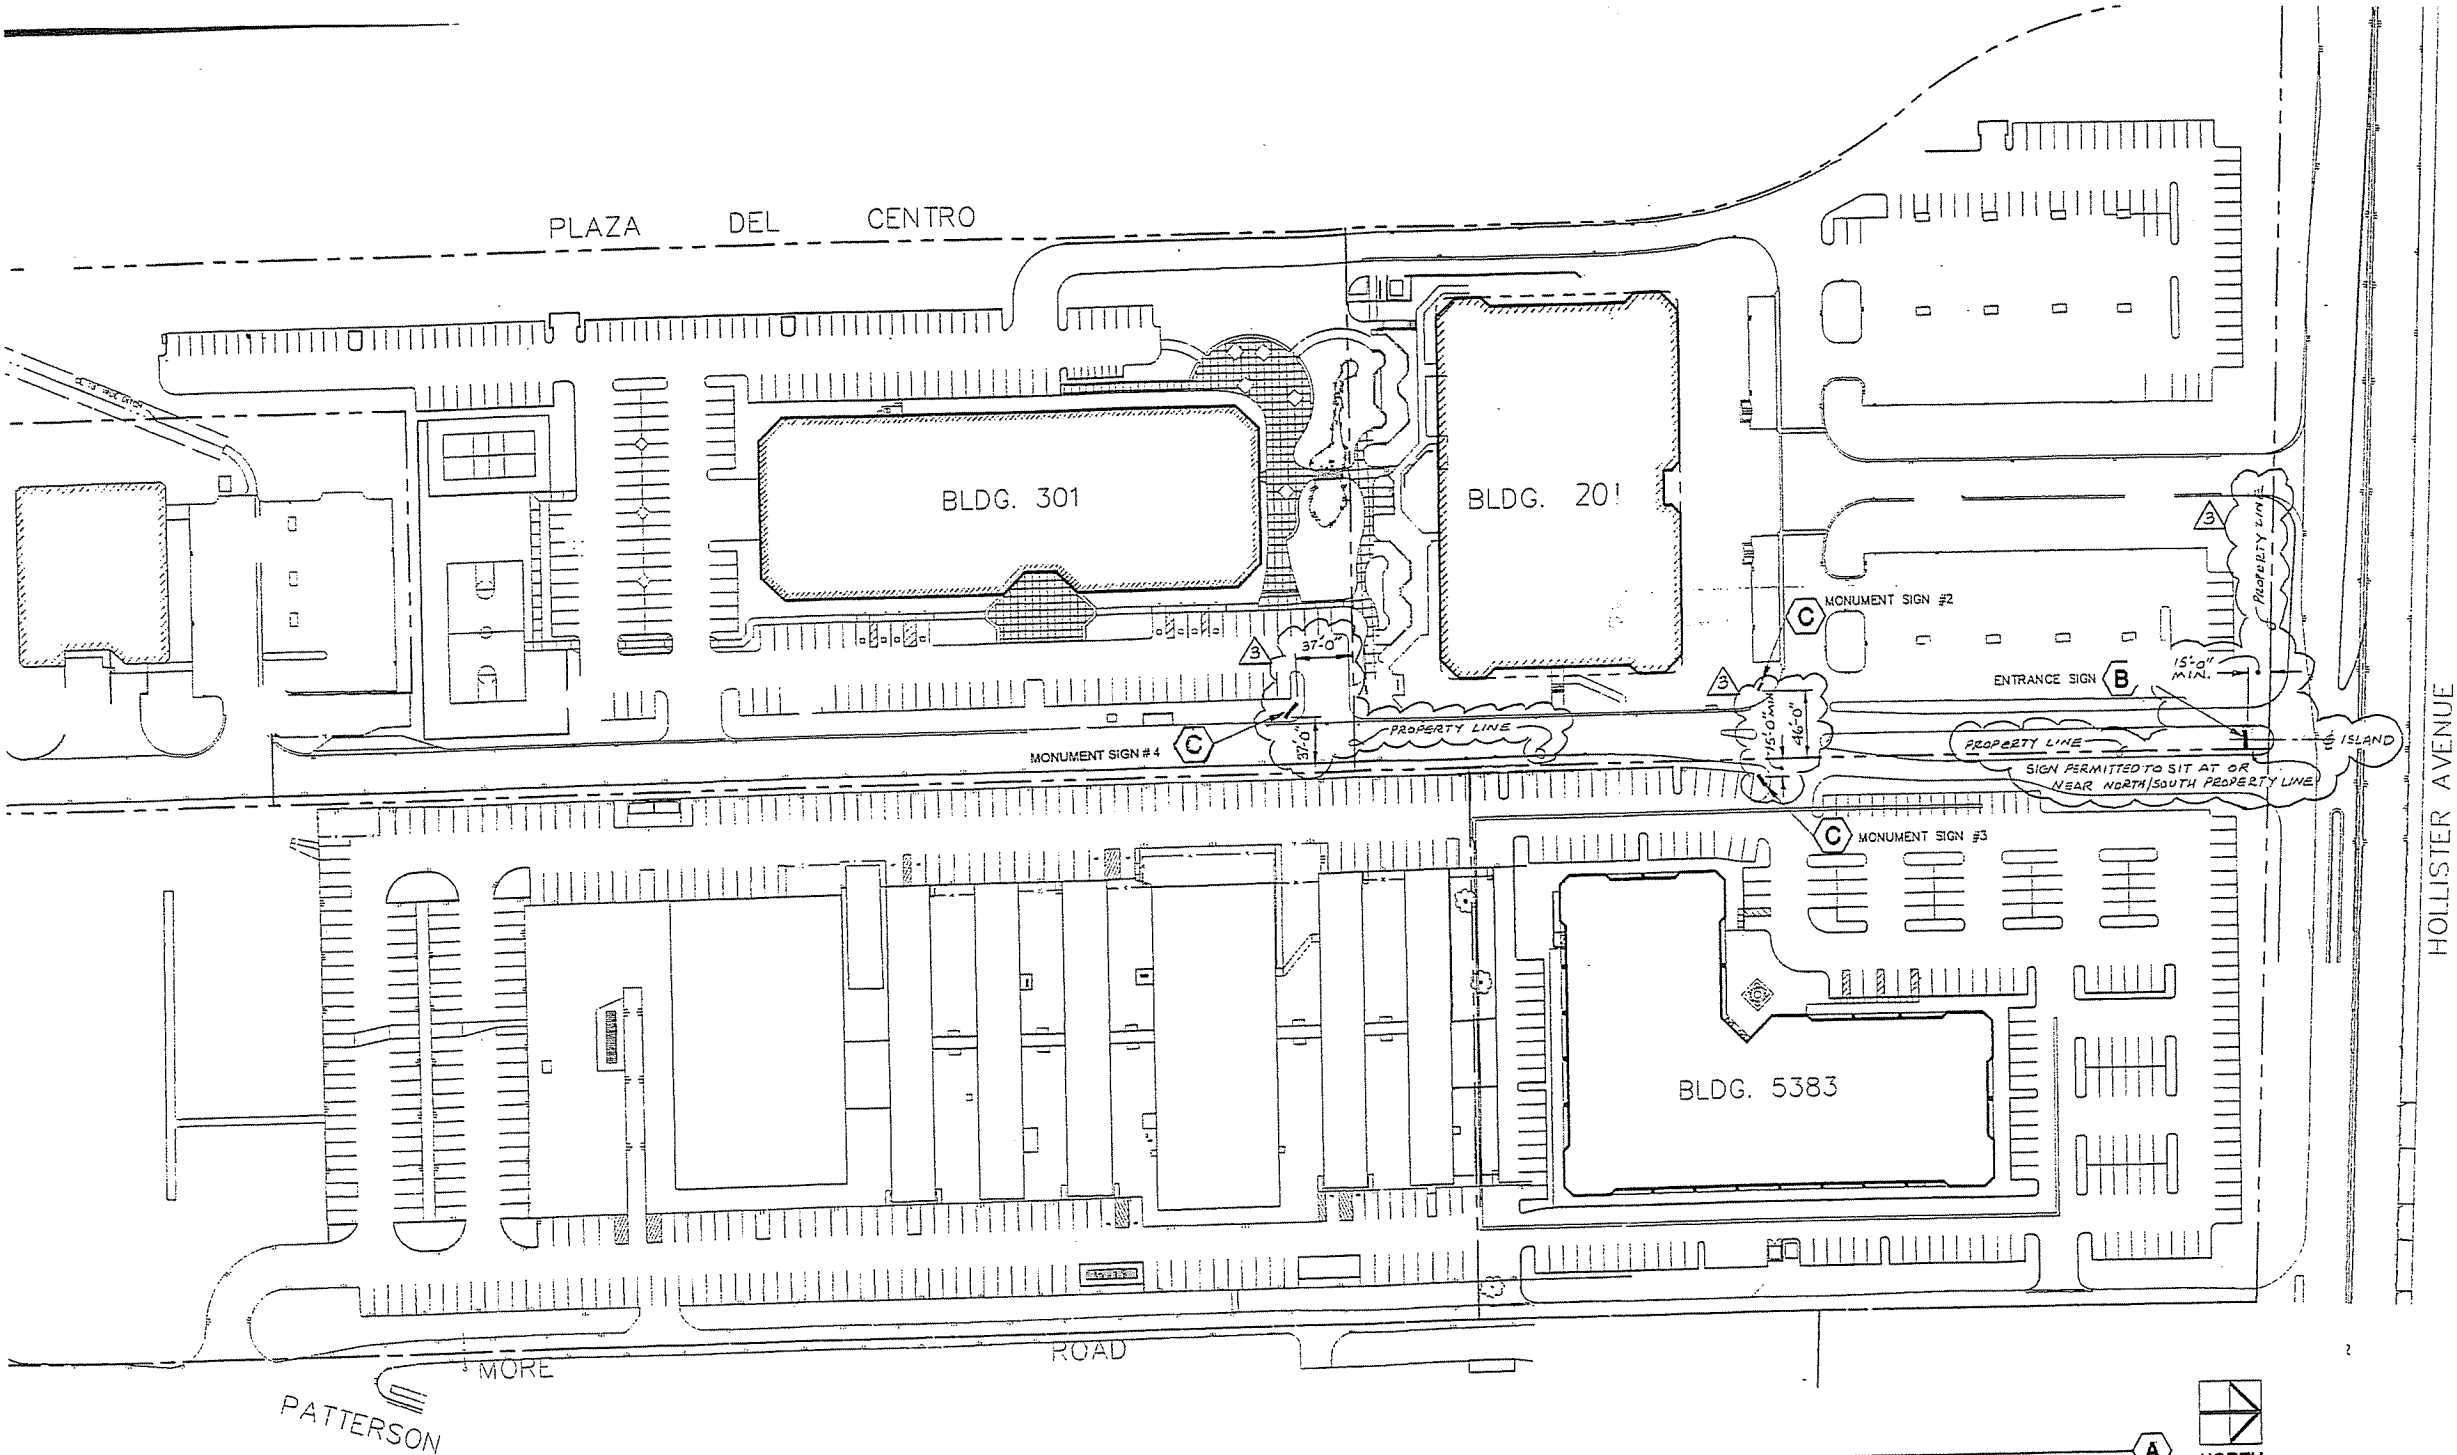 PLAZA DEL CENTRO
BLDG. 301
BLDG. 201
3
PROPERTY LINE
C
MONUMENT SIGN #2
3
37'-0"
3
15'-0"
MIN.
ENTRANCE SIGN
B
15'-0" MIN
46'-0"
MONUMENT SIGN #4
C
37'-0"
PROPERTY LINE
PROPERTY LINE
₵ ISLAND
SIGN PERMITTED TO SIT AT OR
NEAR NORTH/SOUTH PROPERTY LINE
C
MONUMENT SIGN #3
HOLLISTER AVENUE
BLDG. 5383
MORE ROAD
PATTERSON
2
A
NORTH